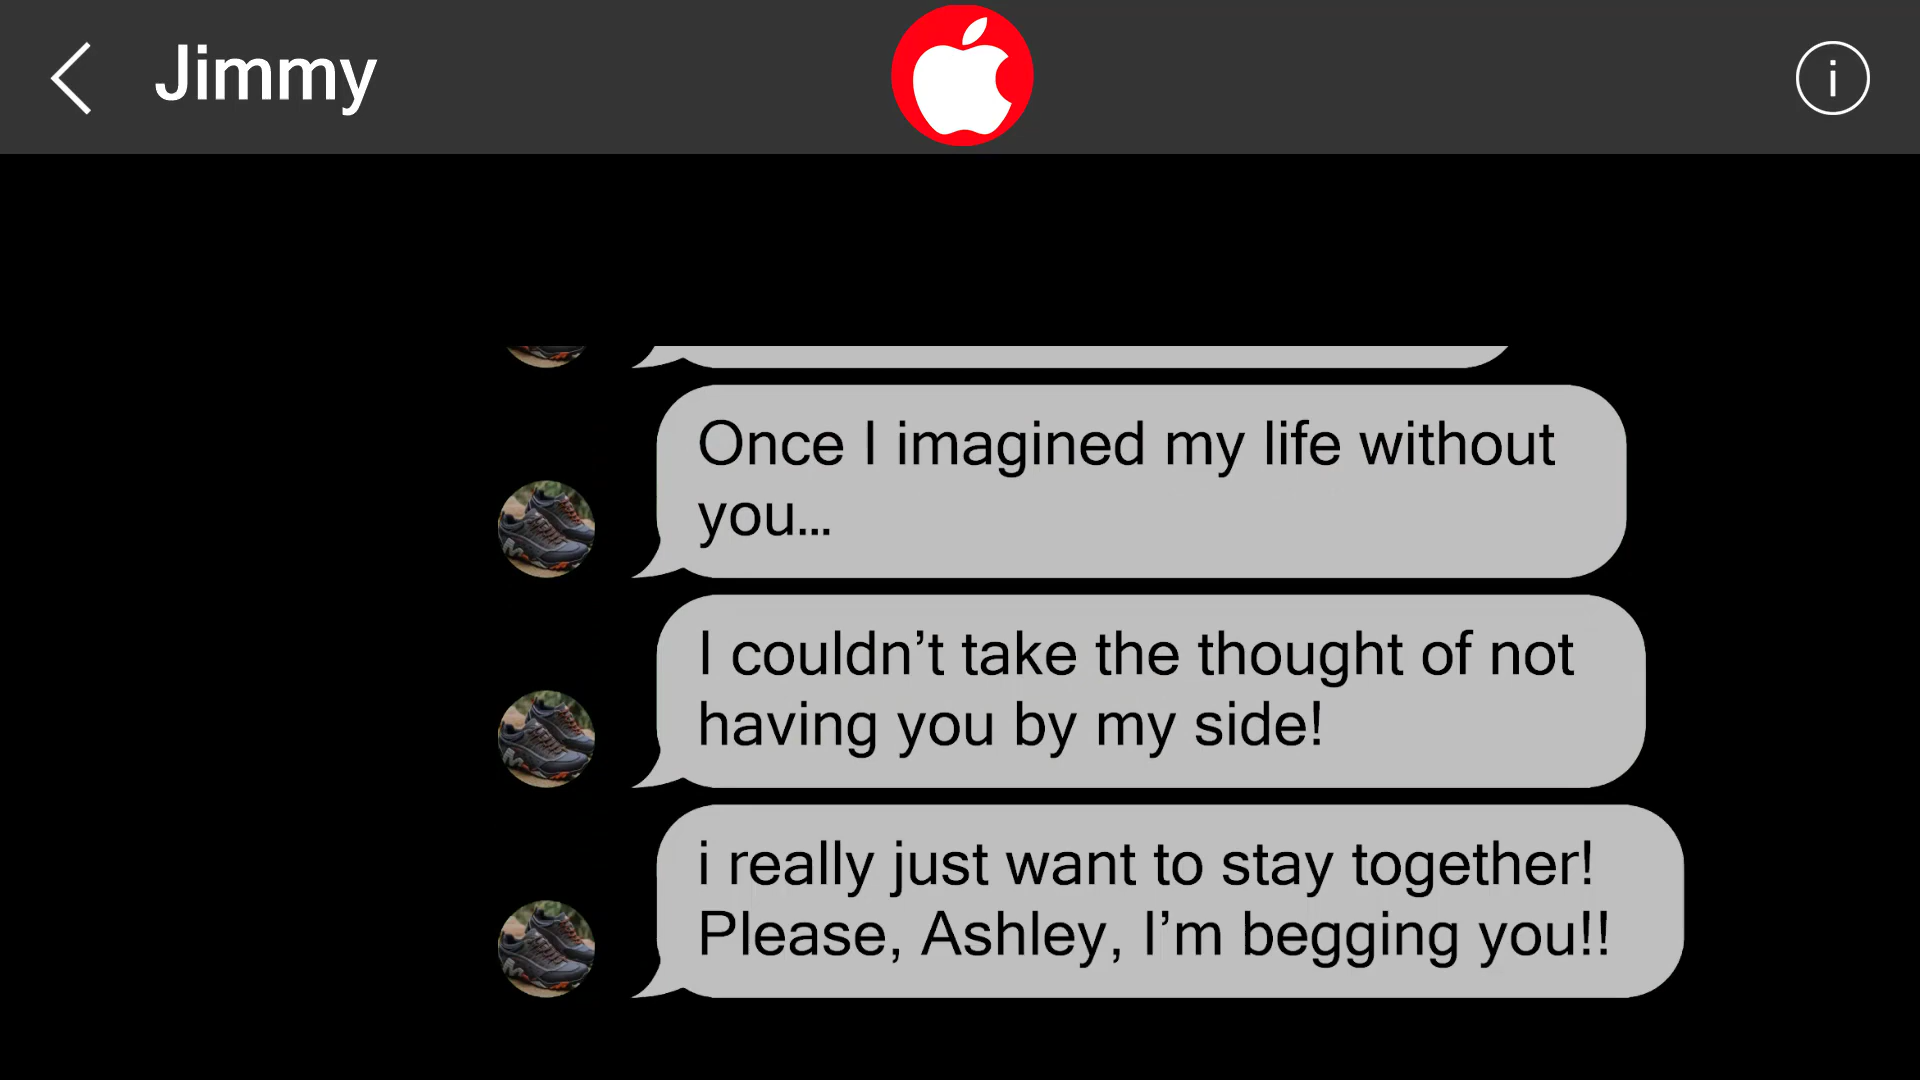 Jimmy
i
Once I imagined my life without
you...
I couldn’t take the thought of not
having you by my side!
i really just want to stay together!
Please, Ashley, I’m begging you!!